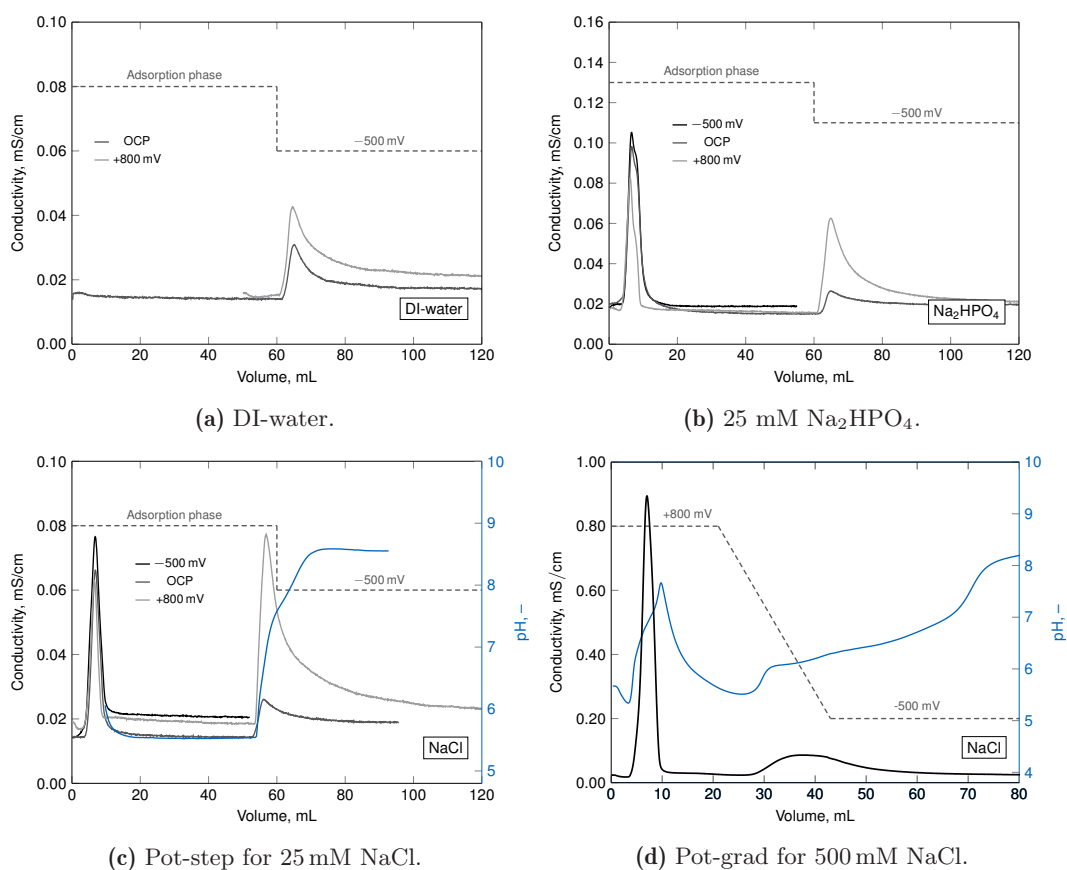 0.10
0.08
0.06
0.04
0.02
0.00
Conductivity, mS/cm
Adsorption phase
OCP
+800 mV
−500 mV
DI-water
0 20 40 60 80 100 120
Volume, mL
(a) DI-water.
0.16
0.14
0.12
0.10
0.08
0.06
0.04
0.02
0.00
Conductivity, mS/cm
Adsorption phase
−500 mV
−500 mV
OCP
+800 mV
Na₂HPO₄
0 20 40 60 80 100 120
Volume, mL
(b) 25 mM Na₂HPO₄.
0.10
0.08
0.06
0.04
0.02
0.00
Conductivity, mS/cm
Adsorption phase
−500 mV
OCP
+800 mV
−500 mV
NaCl
10
9
8
7
6
5
pH, −
0 20 40 60 80 100 120
Volume, mL
(c) Pot-step for 25 mM NaCl.
1.00
0.80
0.60
0.40
0.20
0.00
Conductivity, mS/cm
+800 mV
-500 mV
NaCl
10
9
8
7
6
5
4
pH, −
0 10 20 30 40 50 60 70 80
Volume, mL
(d) Pot-grad for 500 mM NaCl.